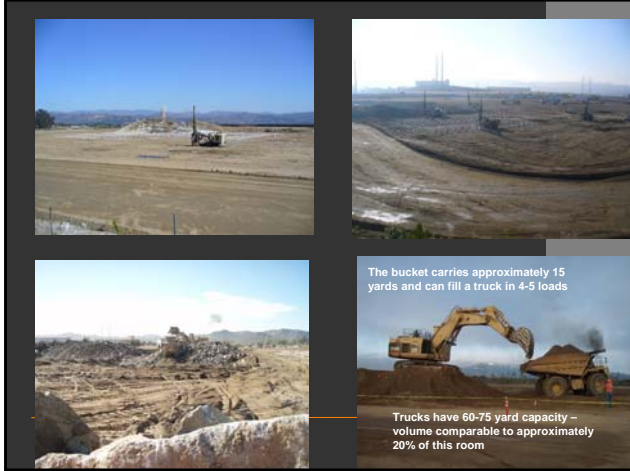 The bucket carries approximately 15
yards and can fill a truck in 4-5 loads
Trucks have 60-75 yard capacity –
volume comparable to approximately
20% of this room